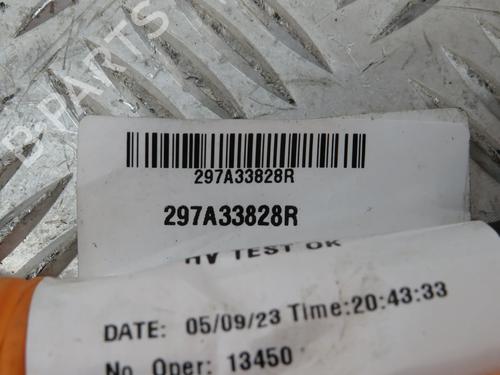 B-PARTS
297A33828R
297A33828R
HV TEST OK
DATE: 05/09/23 Time:20:43:33
No. Oper: 13450